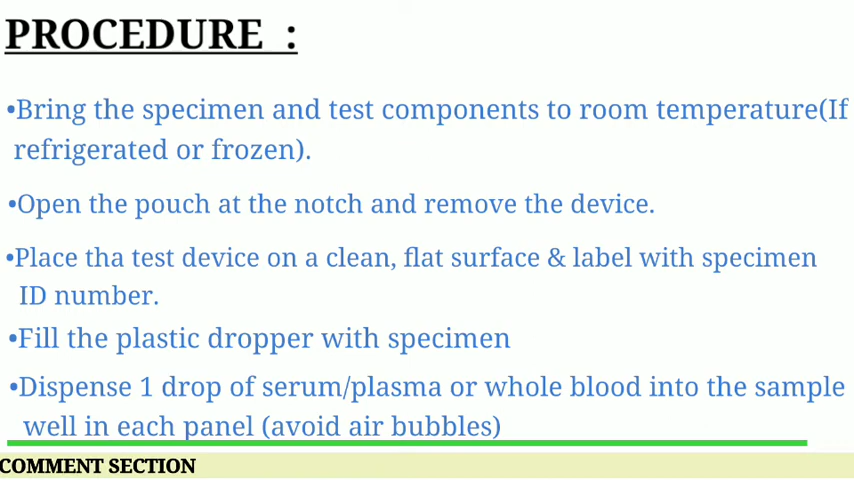 PROCEDURE :
•Bring the specimen and test components to room temperature(If
refrigerated or frozen).
•Open the pouch at the notch and remove the device.
•Place tha test device on a clean, flat surface & label with specimen
ID number.
•Fill the plastic dropper with specimen
•Dispense 1 drop of serum/plasma or whole blood into the sample
well in each panel (avoid air bubbles)
COMMENT SECTION